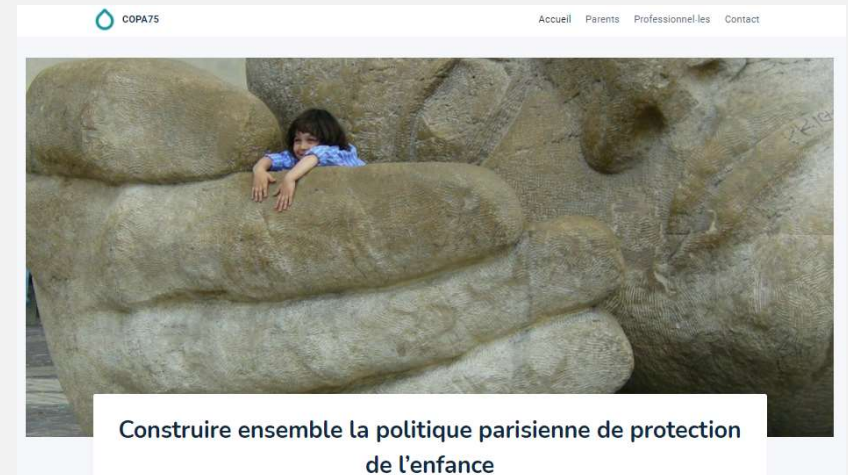 COPA75
Accueil Parents Professionnel·les Contact
Construire ensemble la politique parisienne de protection
de l’enfance